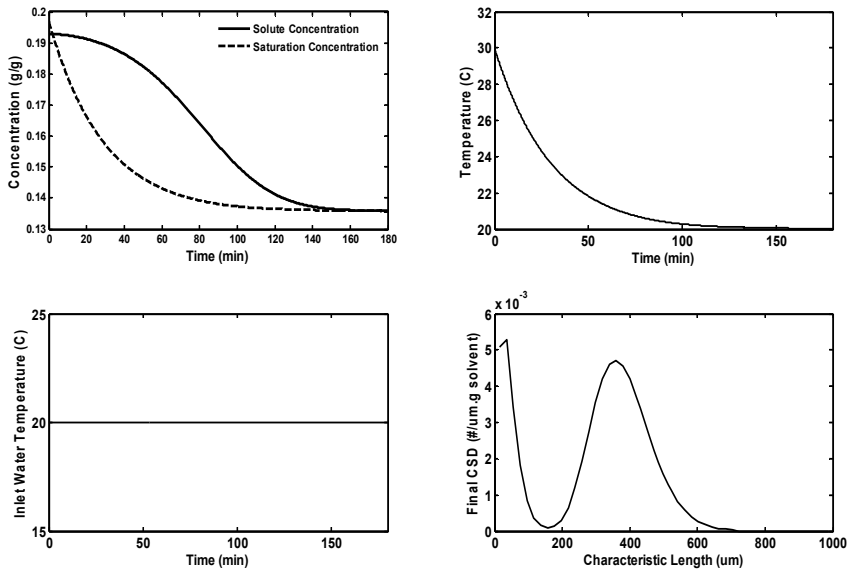 0.2
0.19
0.18
0.17
0.16
0.15
0.14
0.13
Concentration (g/g)
Solute Concentration
Saturation Concentration
0 20 40 60 80 100 120 140 160 180
Time (min)
32
30
28
26
24
22
20
Temperature (C)
0 50 100 150
Time (min)
25
20
15
Inlet Water Temperature (C)
0 50 100 150
Time (min)
x 10-3
6
5
4
3
2
1
0
Final CSD (#/um.g solvent)
0 200 400 600 800 1000
Characteristic Length (um)